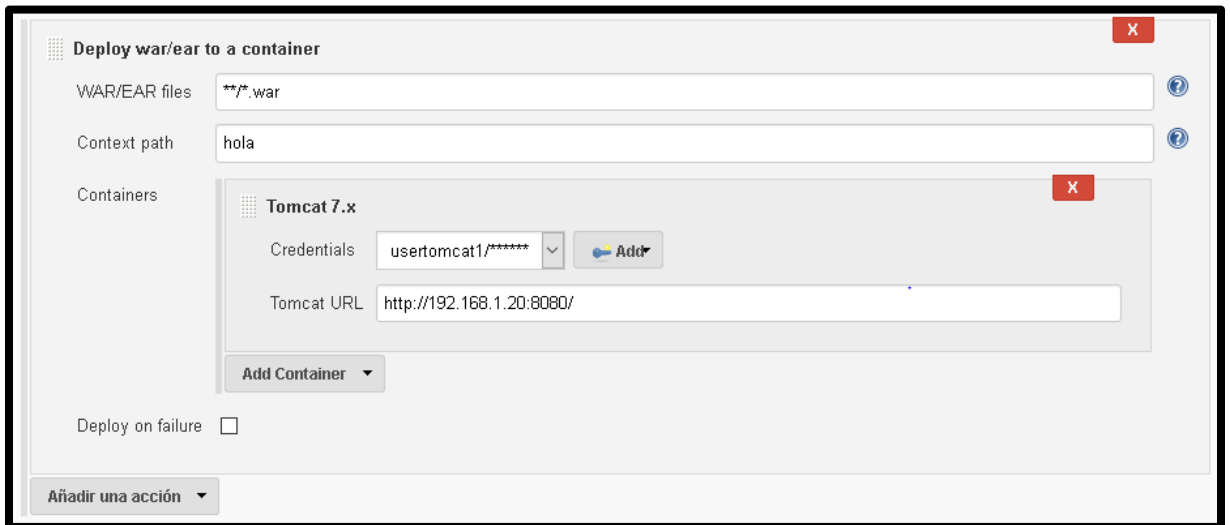 X
Deploy war/ear to a container
WAR/EAR files **/*.war ?
Context path hola ?
Containers
X
Tomcat 7.x
Credentials usertomcat1/****** Add
Tomcat URL http://192.168.1.20:8080/
Add Container
Deploy on failure
Añadir una acción